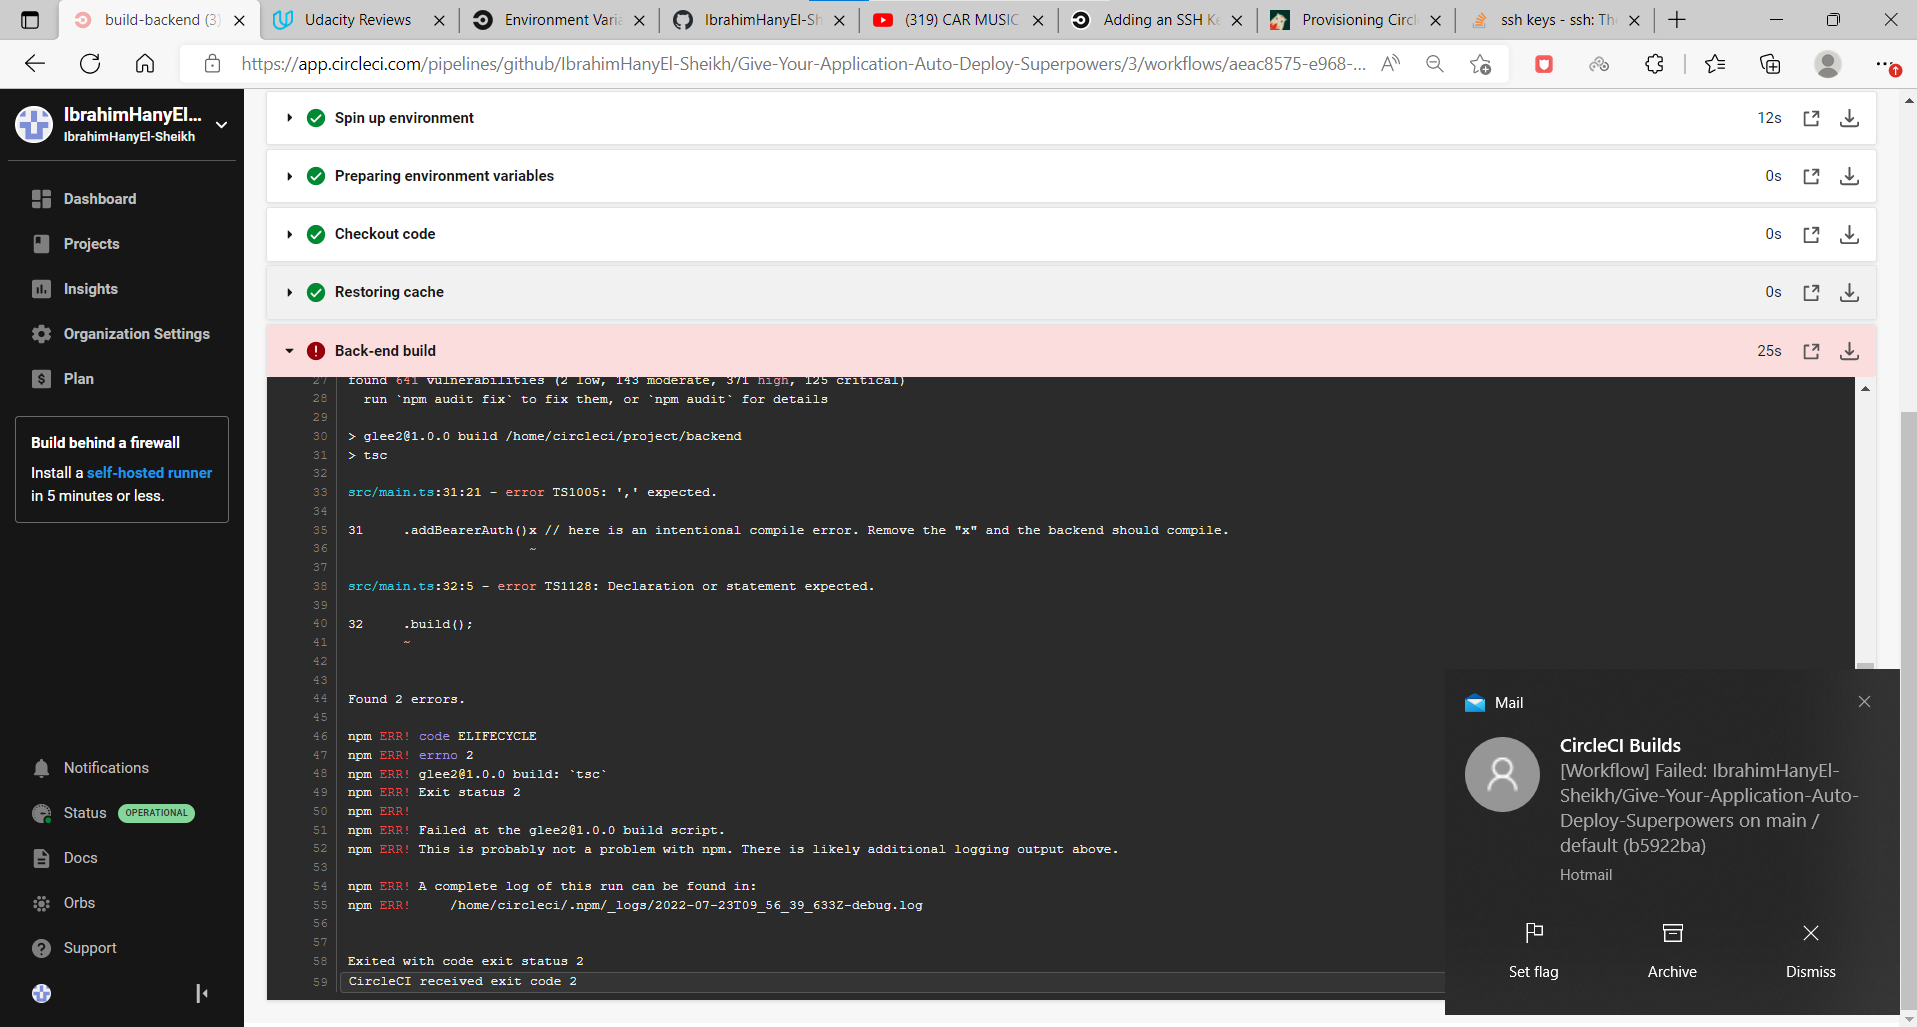 build-backend (3)
Udacity Reviews
Environment Varia
IbrahimHanyEl-Sh
(319) CAR MUSIC
Adding an SSH Ke
Provisioning Circl
ssh keys - ssh: Th
https://app.circleci.com/pipelines/github/IbrahimHanyEl-Sheikh/Give-Your-Application-Auto-Deploy-Superpowers/3/workflows/aeac8575-e968-...
IbrahimHanyEl...
IbrahimHanyEl-Sheikh
Dashboard
Projects
Insights
Organization Settings
Plan
Build behind a firewall
Install a self-hosted runner
in 5 minutes or less.
Notifications
Status OPERATIONAL
Docs
Orbs
Support
Spin up environment 12s
Preparing environment variables 0s
Checkout code 0s
Restoring cache 0s
Back-end build 25s
27 found 641 vulnerabilities (2 low, 143 moderate, 371 high, 125 critical)
28 run `npm audit fix` to fix them, or `npm audit` for details
29
30 > glee2@1.0.0 build /home/circleci/project/backend
31 > tsc
32
33 src/main.ts:31:21 - error TS1005: ',' expected.
34
35 31 .addBearerAuth()x // here is an intentional compile error. Remove the "x" and the backend should compile.
36 ~
37
38 src/main.ts:32:5 - error TS1128: Declaration or statement expected.
39
40 32 .build();
41 ~
42
43
44 Found 2 errors.
45
46 npm ERR! code ELIFECYCLE
47 npm ERR! errno 2
48 npm ERR! glee2@1.0.0 build: `tsc`
49 npm ERR! Exit status 2
50 npm ERR!
51 npm ERR! Failed at the glee2@1.0.0 build script.
52 npm ERR! This is probably not a problem with npm. There is likely additional logging output above.
53
54 npm ERR! A complete log of this run can be found in:
55 npm ERR! /home/circleci/.npm/_logs/2022-07-23T09_56_39_633Z-debug.log
56
57
58 Exited with code exit status 2
59 CircleCI received exit code 2
Mail
CircleCI Builds
[Workflow] Failed: IbrahimHanyEl-
Sheikh/Give-Your-Application-Auto-
Deploy-Superpowers on main /
default (b5922ba)
Hotmail
Set flag
Archive
Dismiss